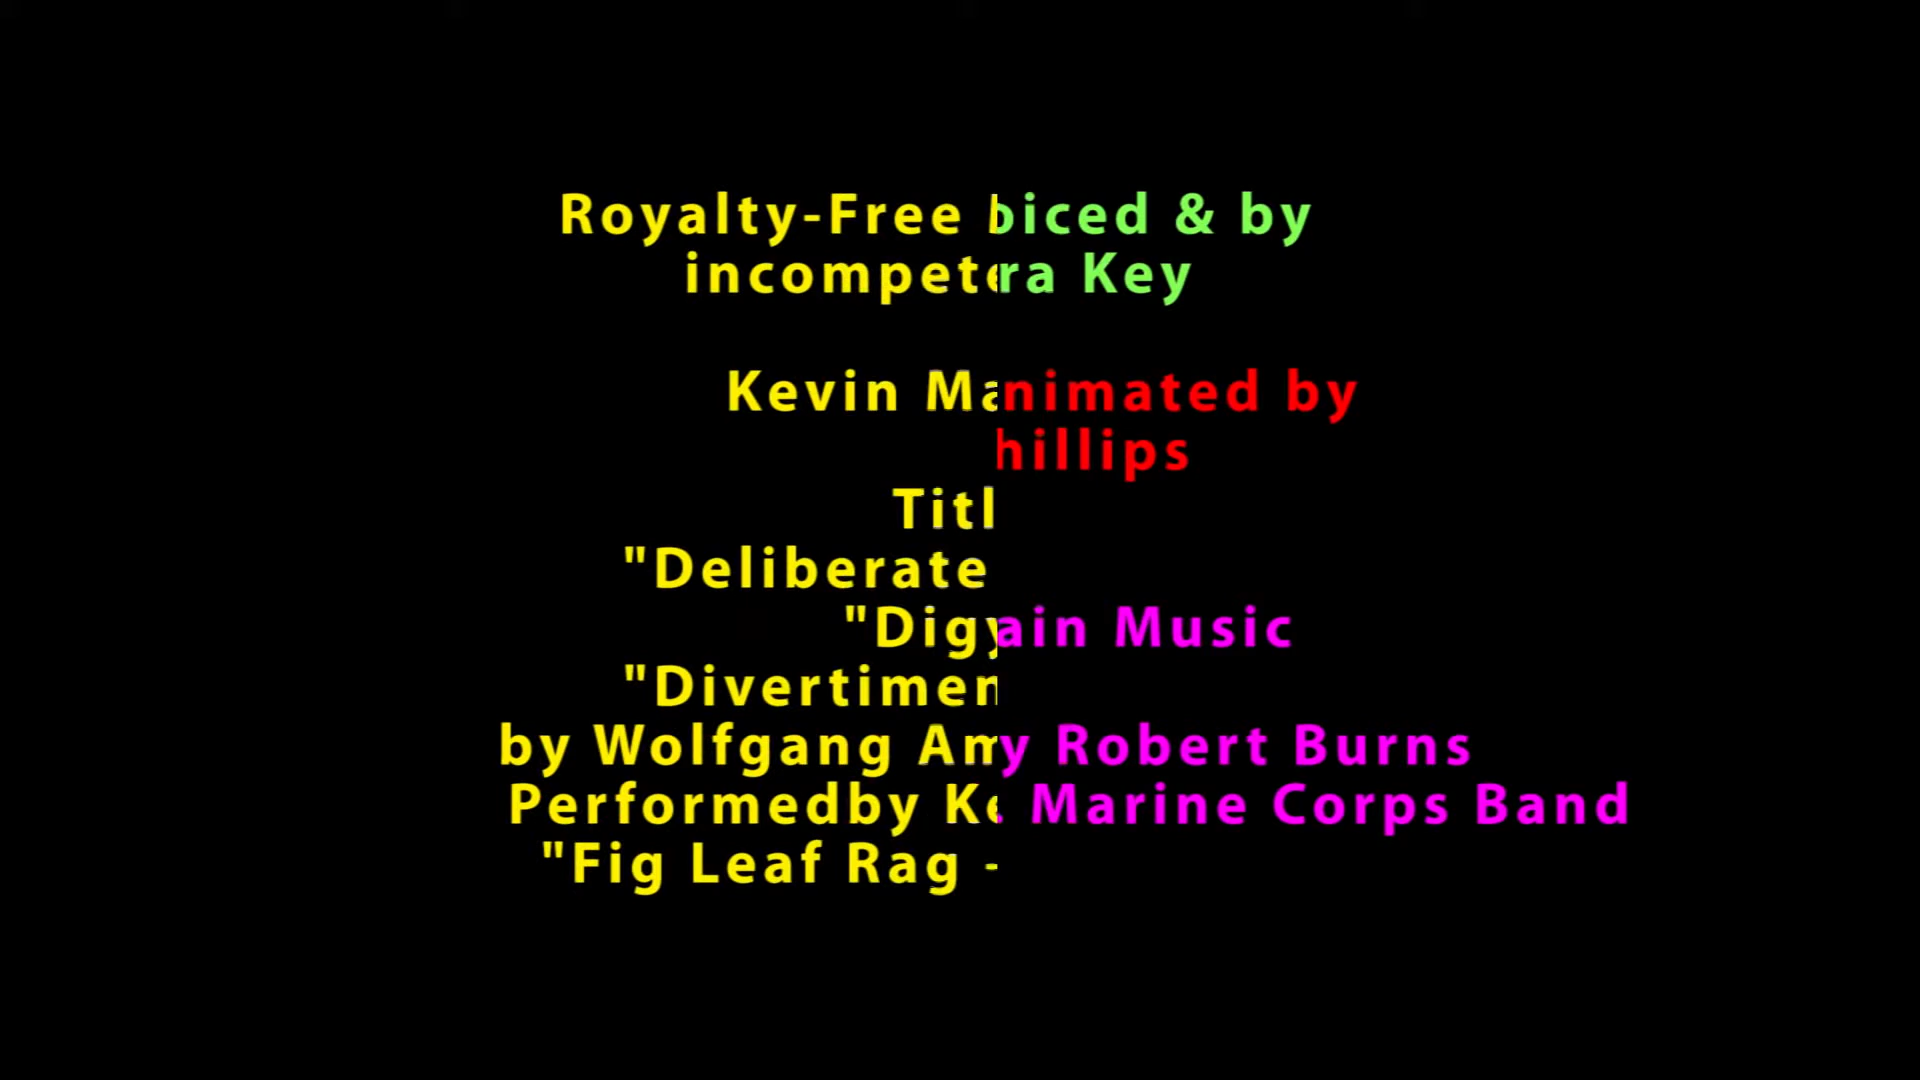 Royalty-Free biced & by
incompetera Key
Kevin Manimated by
hillips
Titl
"Deliberate
"Digyain Music
"Divertimen
by Wolfgang Amy Robert Burns
Performedby Ke. Marine Corps Band
"Fig Leaf Rag -